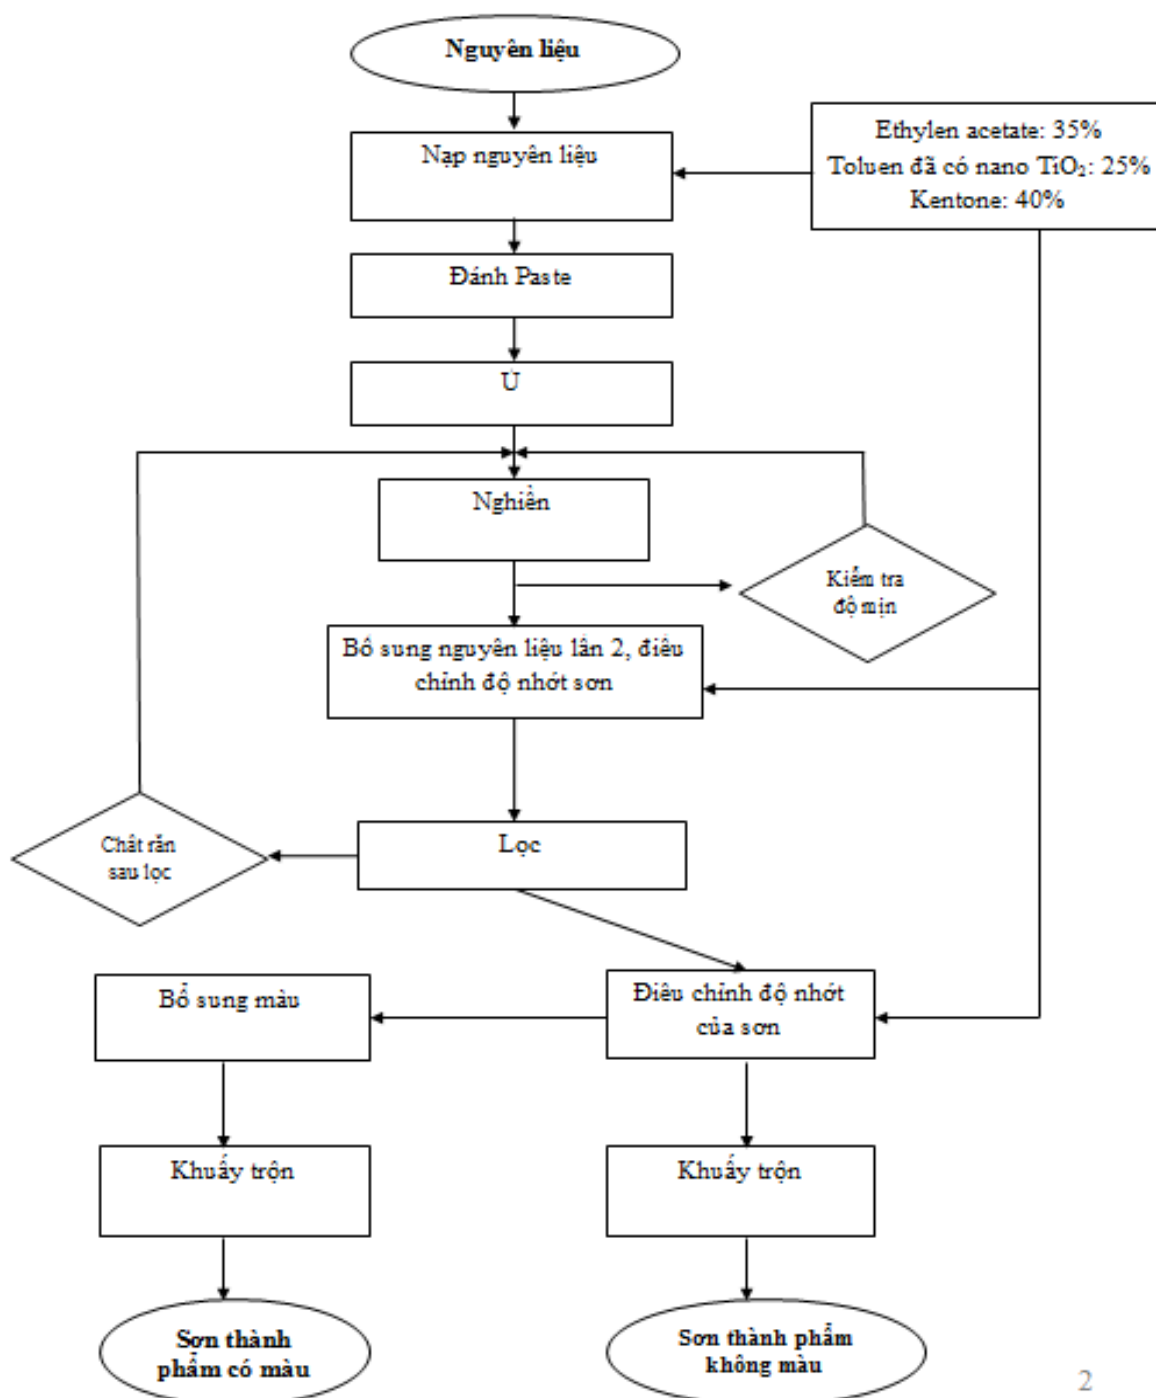 Nguyên liệu
Nạp nguyên liệu
Ethylen acetate: 35%
Toluen đã có nano TiO₂: 25%
Kentone: 40%
Đánh Paste
Ủ
Nghiền
Kiểm tra
độ mịn
Bổ sung nguyên liệu lần 2, điều
chỉnh độ nhớt sơn
Lọc
Chất rắn
sau lọc
Bổ sung màu
Điều chỉnh độ nhớt
của sơn
Khuấy trộn
Khuấy trộn
Sơn thành
phẩm có màu
Sơn thành phẩm
không màu
2